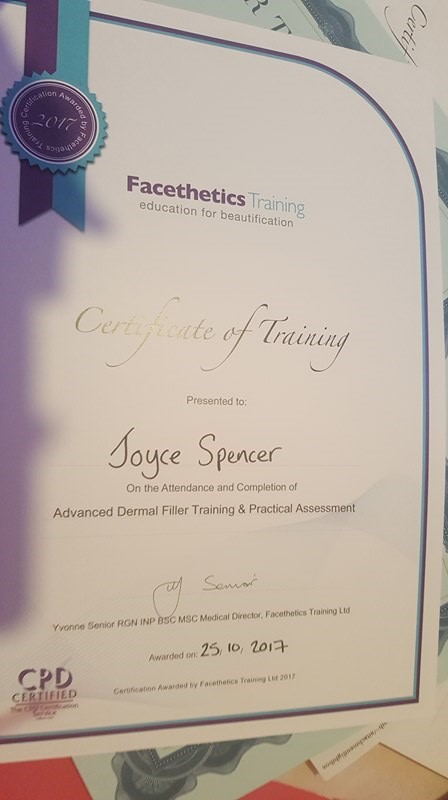 Certif
R T
Certification Awarded by Facethetics Training
2017
Facethetics Training
education for beautification
Certificate of Training
Presented to:
Joyce Spencer
On the Attendance and Completion of
Advanced Dermal Filler Training & Practical Assessment
Y Senior
Yvonne Senior RGN INP BSC MSC Medical Director, Facethetics Training Ltd
Awarded on: 25, 10, 2017
CPD
CERTIFIED
The CPD Certification
Service
Certification Awarded by Facethetics Training Ltd 2017